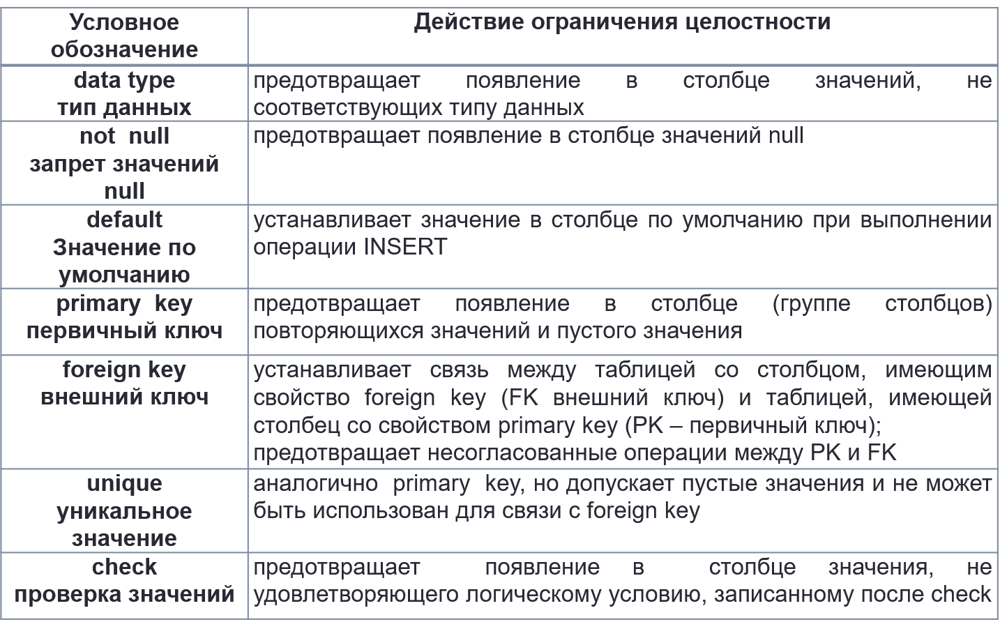 Условное
обозначение
Действие ограничения целостности
data type
тип данных
предотвращает появление в столбце значений, не
соответствующих типу данных
not null
запрет значений
null
предотвращает появление в столбце значений null
default
Значение по
умолчанию
устанавливает значение в столбце по умолчанию при выполнении
операции INSERT
primary key
первичный ключ
предотвращает появление в столбце (группе столбцов)
повторяющихся значений и пустого значения
foreign key
внешний ключ
устанавливает связь между таблицей со столбцом, имеющим
свойство foreign key (FK внешний ключ) и таблицей, имеющей
столбец со свойством primary key (PK – первичный ключ);
предотвращает несогласованные операции между PK и FK
unique
уникальное
значение
аналогично primary key, но допускает пустые значения и не может
быть использован для связи с foreign key
check
проверка значений
предотвращает появление в столбце значения, не
удовлетворяющего логическому условию, записанному после check